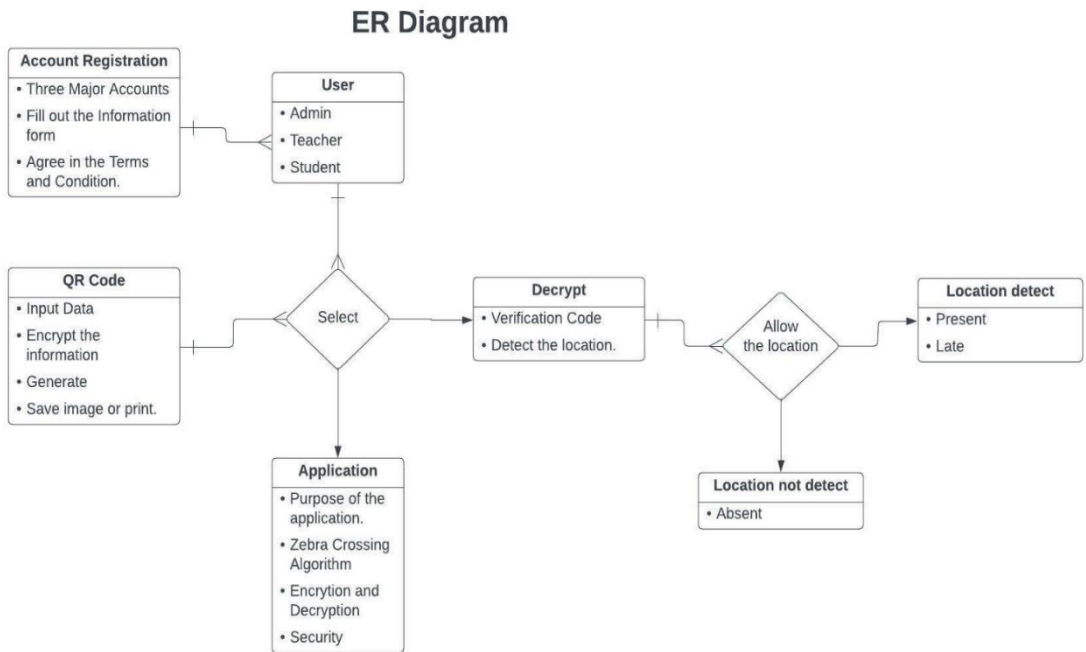 ER Diagram
Account Registration
• Three Major Accounts
• Fill out the Information
form
• Agree in the Terms
and Condition.
User
• Admin
• Teacher
• Student
QR Code
• Input Data
• Encrypt the
information
• Generate
• Save image or print.
Select
Decrypt
• Verification Code
• Detect the location.
Allow
the location
Location detect
• Present
• Late
Application
• Purpose of the
application.
• Zebra Crossing
Algorithm
• Encrytion and
Decryption
• Security
Location not detect
• Absent